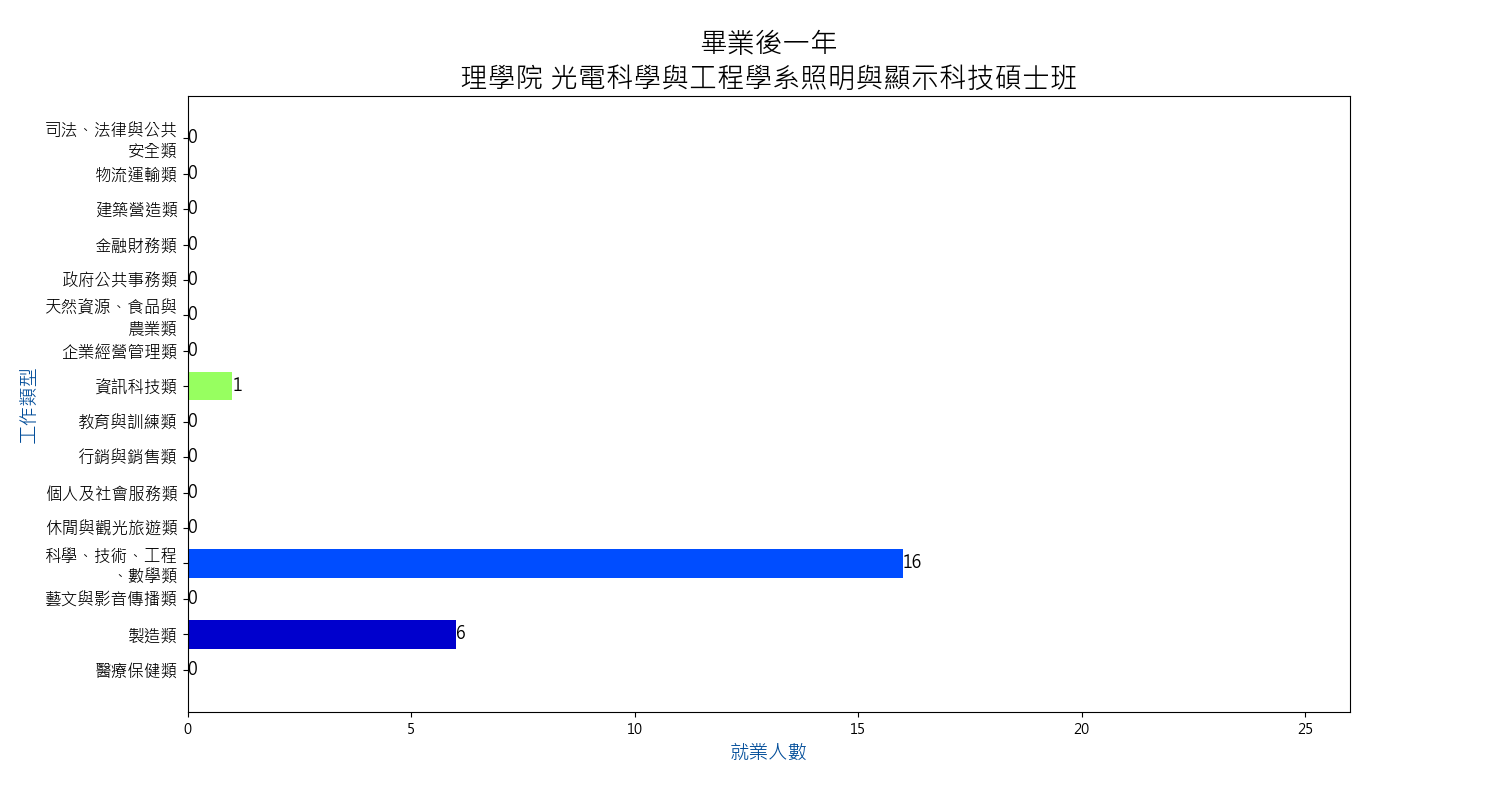 畢業後一年
理學院 光電科學與工程學系照明與顯示科技碩士班
司法、法律與公共
安全類
0
物流運輸類
0
建築營造類
0
金融財務類
0
政府公共事務類
0
天然資源、食品與
農業類
0
企業經營管理類
0
資訊科技類
1
教育與訓練類
0
行銷與銷售類
0
個人及社會服務類
0
休閒與觀光旅遊類
0
科學、技術、工程
、數學類
16
藝文與影音傳播類
0
製造類
6
醫療保健類
0
工作類型
0 5 10 15 20 25
就業人數